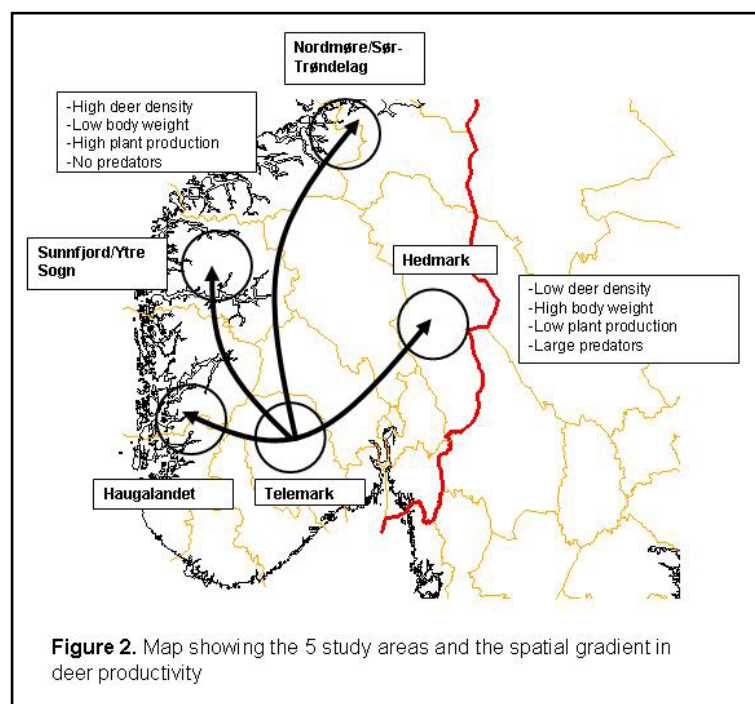 Nordmøre/Sør-
Trøndelag
-High deer density
-Low body weight
-High plant production
-No predators
Sunnfjord/Ytre
Sogn
Hedmark
-Low deer density
-High body weight
-Low plant production
-Large predators
Haugalandet
Telemark
Figure 2. Map showing the 5 study areas and the spatial gradient in
deer productivity